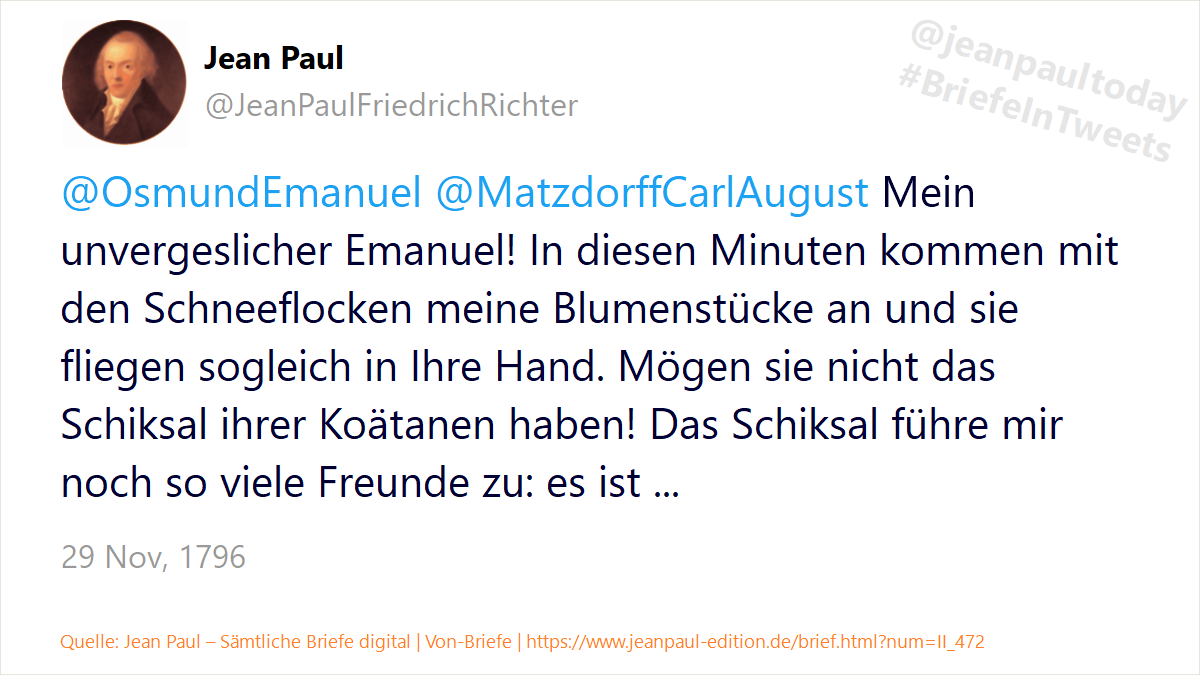 Jean Paul
@JeanPaulFriedrichRichter
@jeanpaultoday
#BriefeInTweets
@OsmundEmanuel @MatzdorffCarlAugust Mein
unvergeslicher Emanuel! In diesen Minuten kommen mit
den Schneeflocken meine Blumenstücke an und sie
fliegen sogleich in Ihre Hand. Mögen sie nicht das
Schiksal ihrer Koätanen haben! Das Schiksal führe mir
noch so viele Freunde zu: es ist ...
29 Nov, 1796
Quelle: Jean Paul – Sämtliche Briefe digital | Von-Briefe | https://www.jeanpaul-edition.de/brief.html?num=II_472